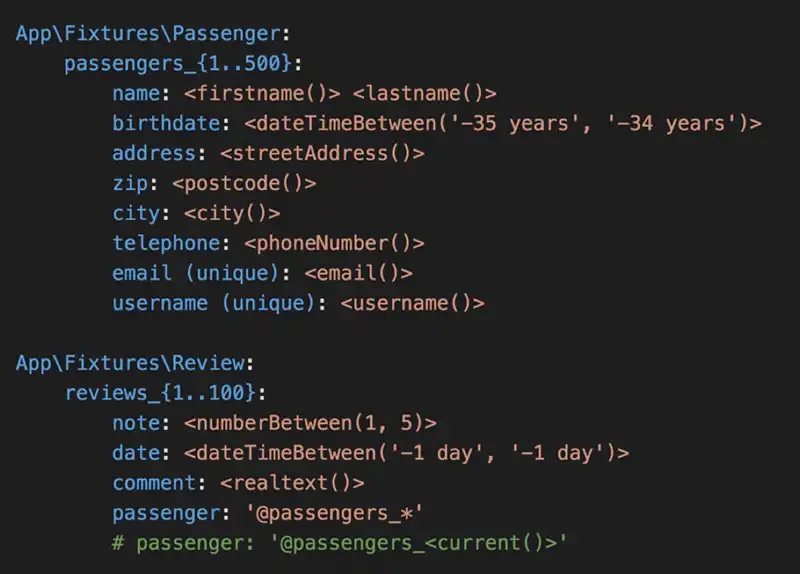 App\Fixtures\Passenger:
    passengers_{1..500}:
        name: <firstname()> <lastname()>
        birthdate: <dateTimeBetween('-35 years', '-34 years')>
        address: <streetAddress()>
        zip: <postcode()>
        city: <city()>
        telephone: <phoneNumber()>
        email (unique): <email()>
        username (unique): <username()>

App\Fixtures\Review:
    reviews_{1..100}:
        note: <numberBetween(1, 5)>
        date: <dateTimeBetween('-1 day', '-1 day')>
        comment: <realtext()>
        passenger: '@passengers_*'
        # passenger: '@passengers_<current()>'